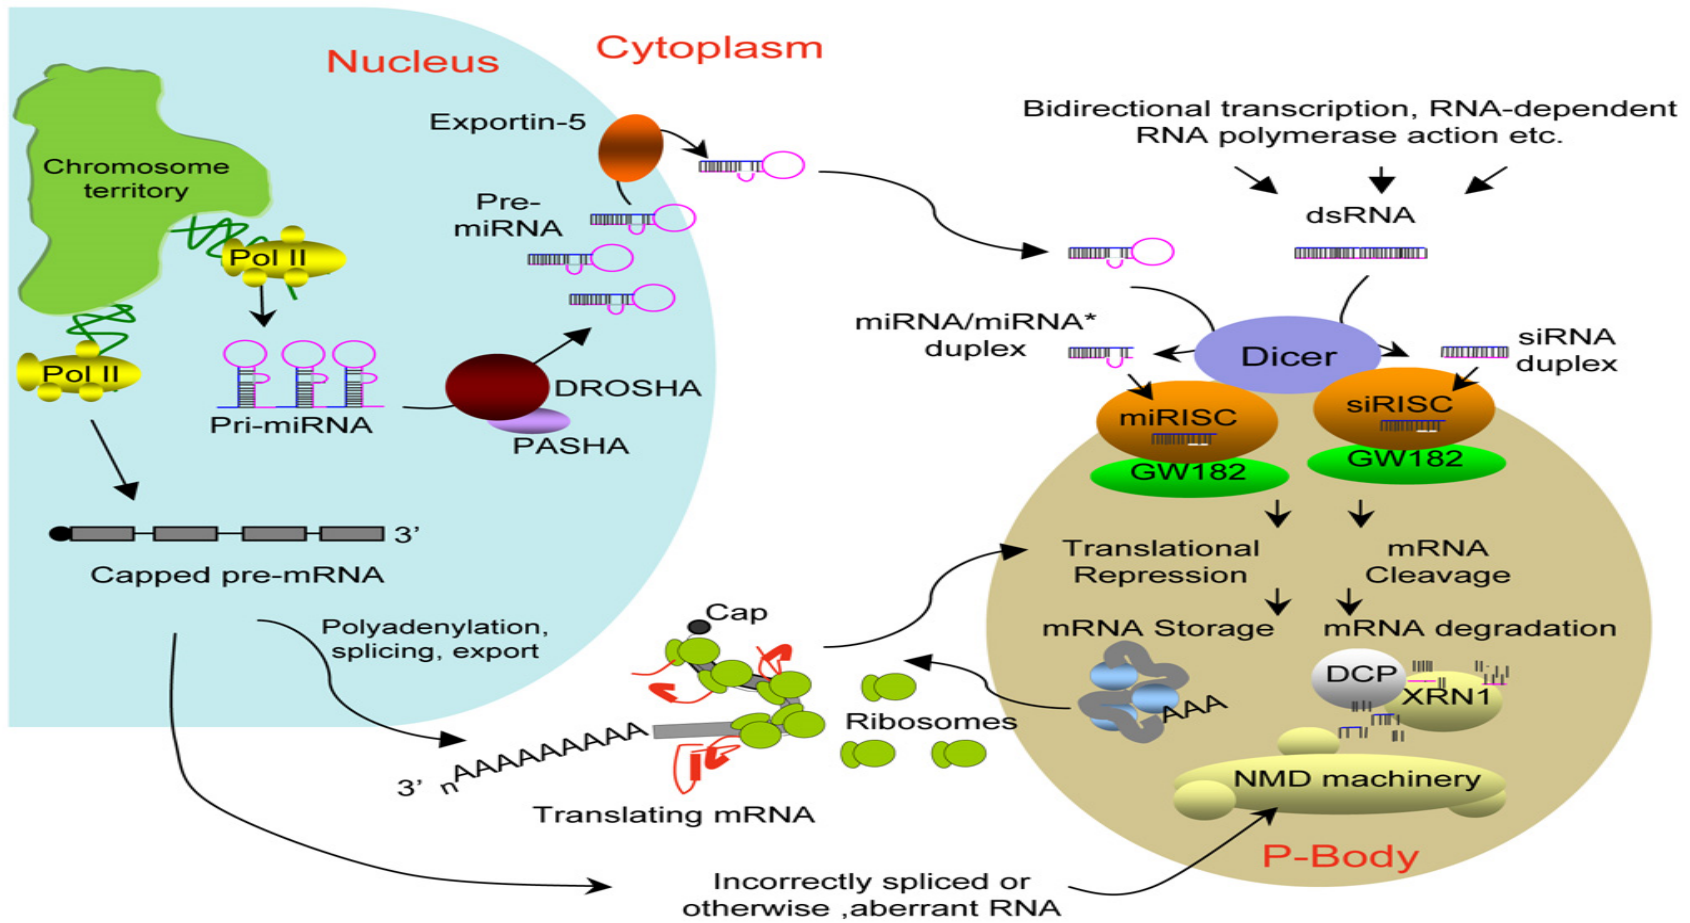 Nucleus
Cytoplasm
Exportin-5
Bidirectional transcription, RNA-dependent
RNA polymerase action etc.
Chromosome
territory
Pre-
miRNA
dsRNA
Pol II
Pol II
miRNA/miRNA*
duplex
Dicer
siRNA
duplex
DROSHA
PASHA
Pri-miRNA
miRISC
siRISC
GW182
GW182
3’
Capped pre-mRNA
Translational
Repression
mRNA
Cleavage
Polyadenylation,
splicing, export
Cap
mRNA Storage
mRNA degradation
DCP
XRN1
AAA
Ribosomes
3’ nAAAAAAAAA
NMD machinery
Translating mRNA
P-Body
Incorrectly spliced or
otherwise ,aberrant RNA